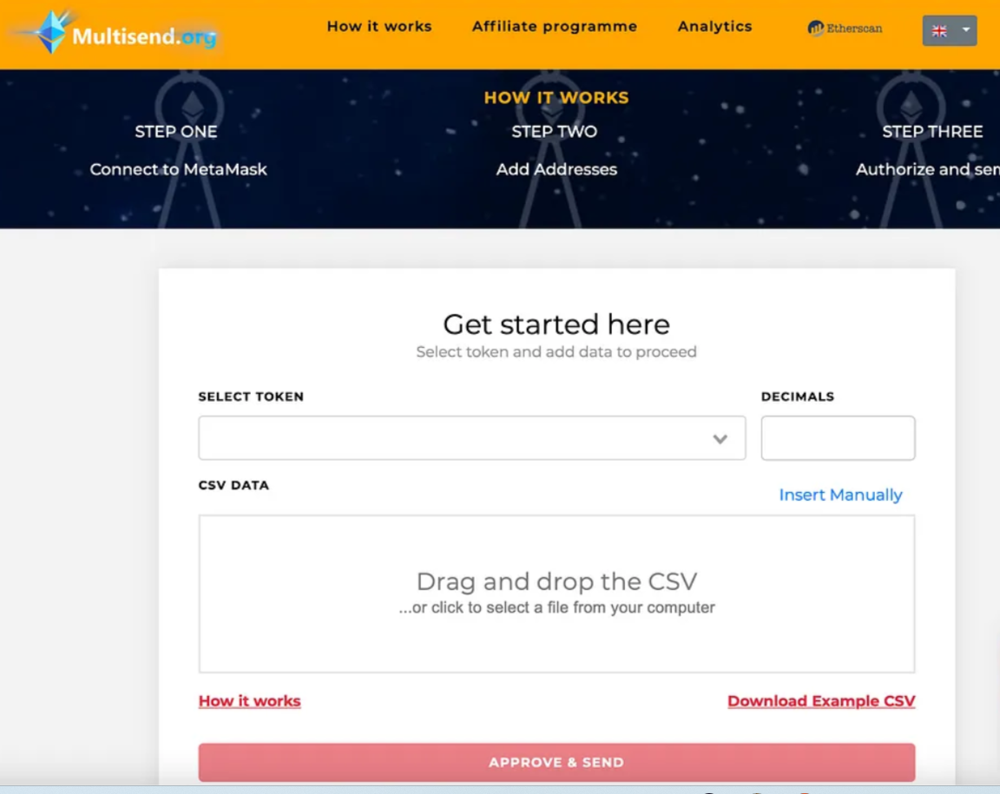 Multisend.org
How it works
Affiliate programme
Analytics
Etherscan
HOW IT WORKS
STEP ONE
Connect to MetaMask
STEP TWO
Add Addresses
STEP THREE
Authorize and sen
Get started here
Select token and add data to proceed
SELECT TOKEN
DECIMALS
CSV DATA
Insert Manually
Drag and drop the CSV
...or click to select a file from your computer
How it works
Download Example CSV
APPROVE & SEND